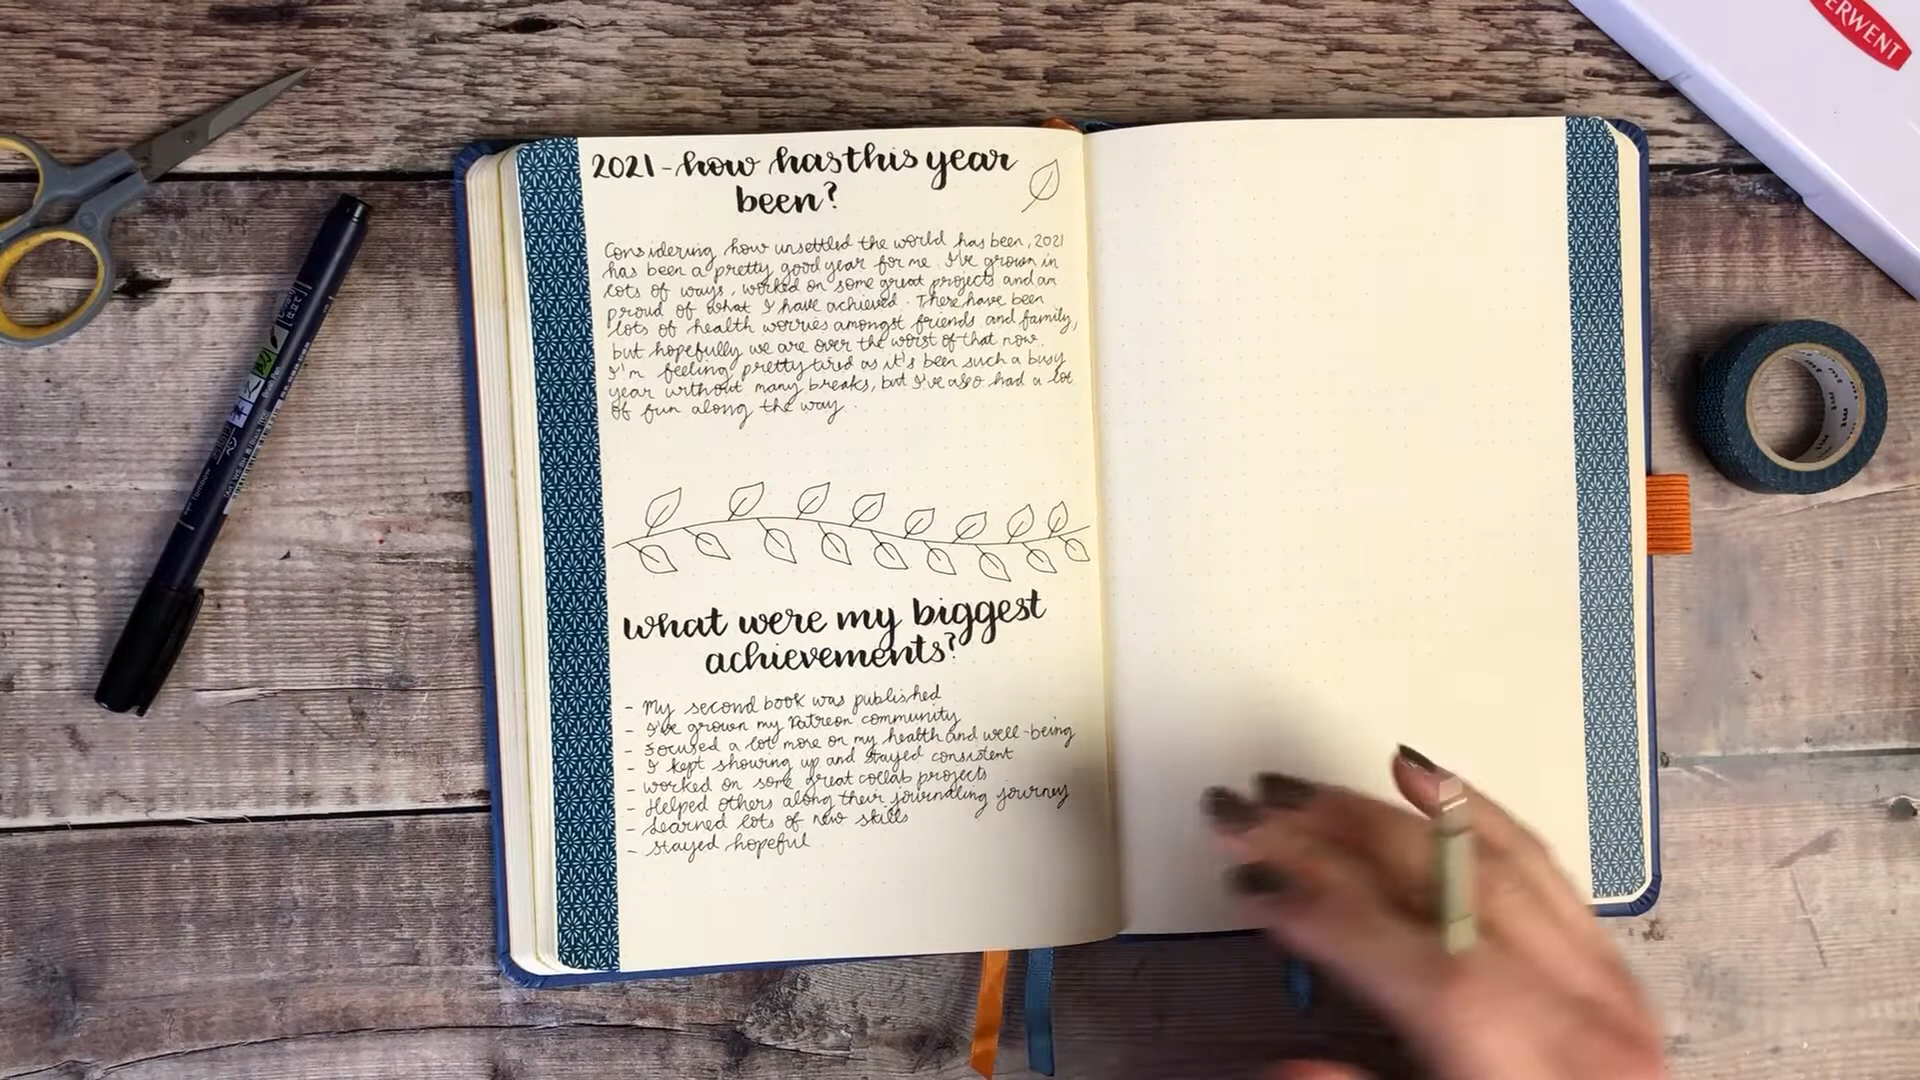 2021 - how has this year
been?
Considering how unsettled the world has been, 2021
has been a pretty good year for me. I've grown in
lots of ways, worked on some great projects and am
proud of what I have achieved. There have been
lots of health worries amongst friends and family,
but hopefully we are over the worst of that now.
I'm feeling pretty tired as it's been such a busy
year without many breaks, but I've also had a lot
of fun along the way.
What were my biggest
achievements?
- My second book was published
- I've grown my Patreon community
- Focused a lot more on my health and well-being
- I kept showing up and stayed consistent
- worked on some great collab projects
- Helped others along their journaling journey
- Learned lots of new skills
- Stayed hopeful
ERWENT
mt mt mt
Tombow